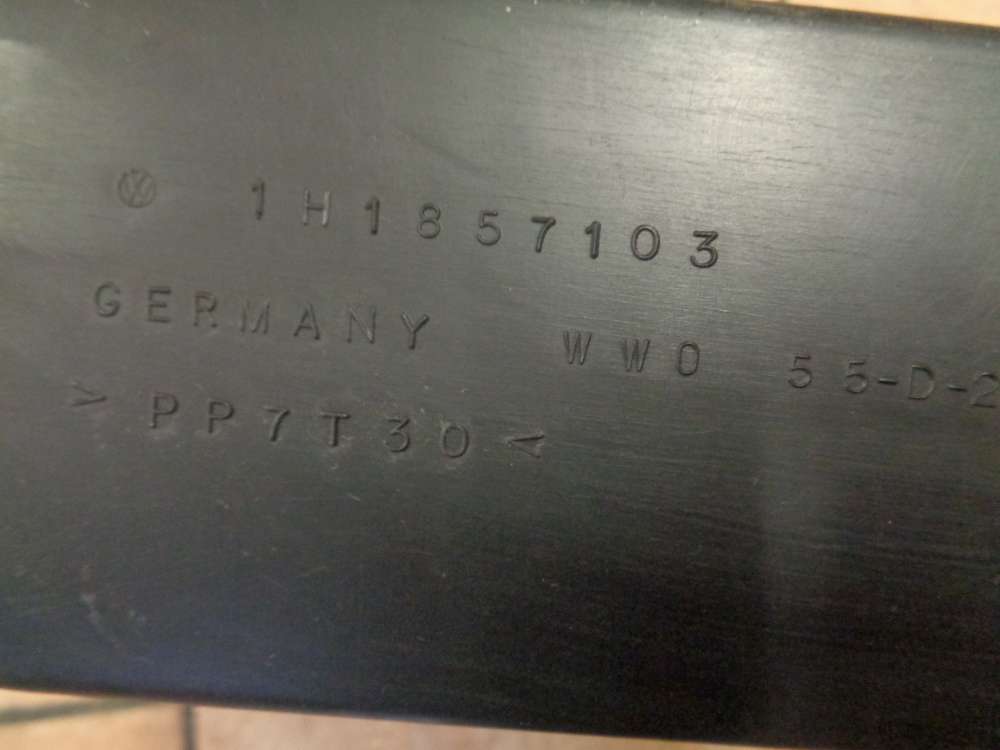 1H1857103
GERMANY WWO 55-D-2
>PP7T30<